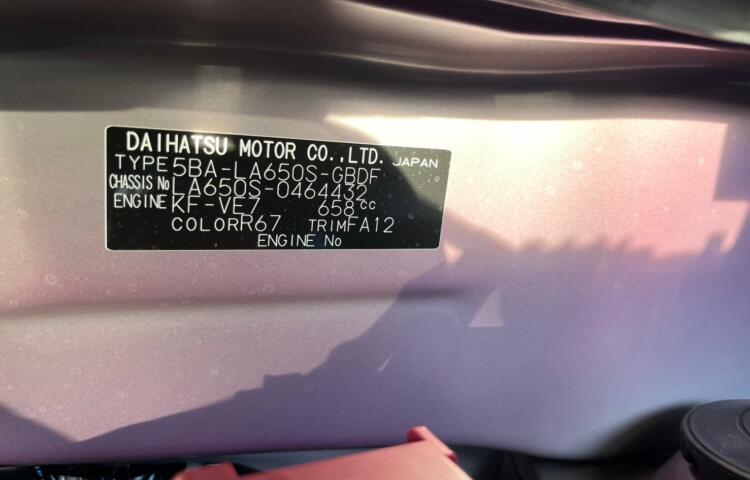 DAIHATSU MOTOR CO.,LTD. JAPAN
TYPE 5BA-LA650S-GBDF
CHASSIS No LA650S-0464432
ENGINE KF-VE7 658cc
COLOR R67 TRIM FA12
ENGINE No